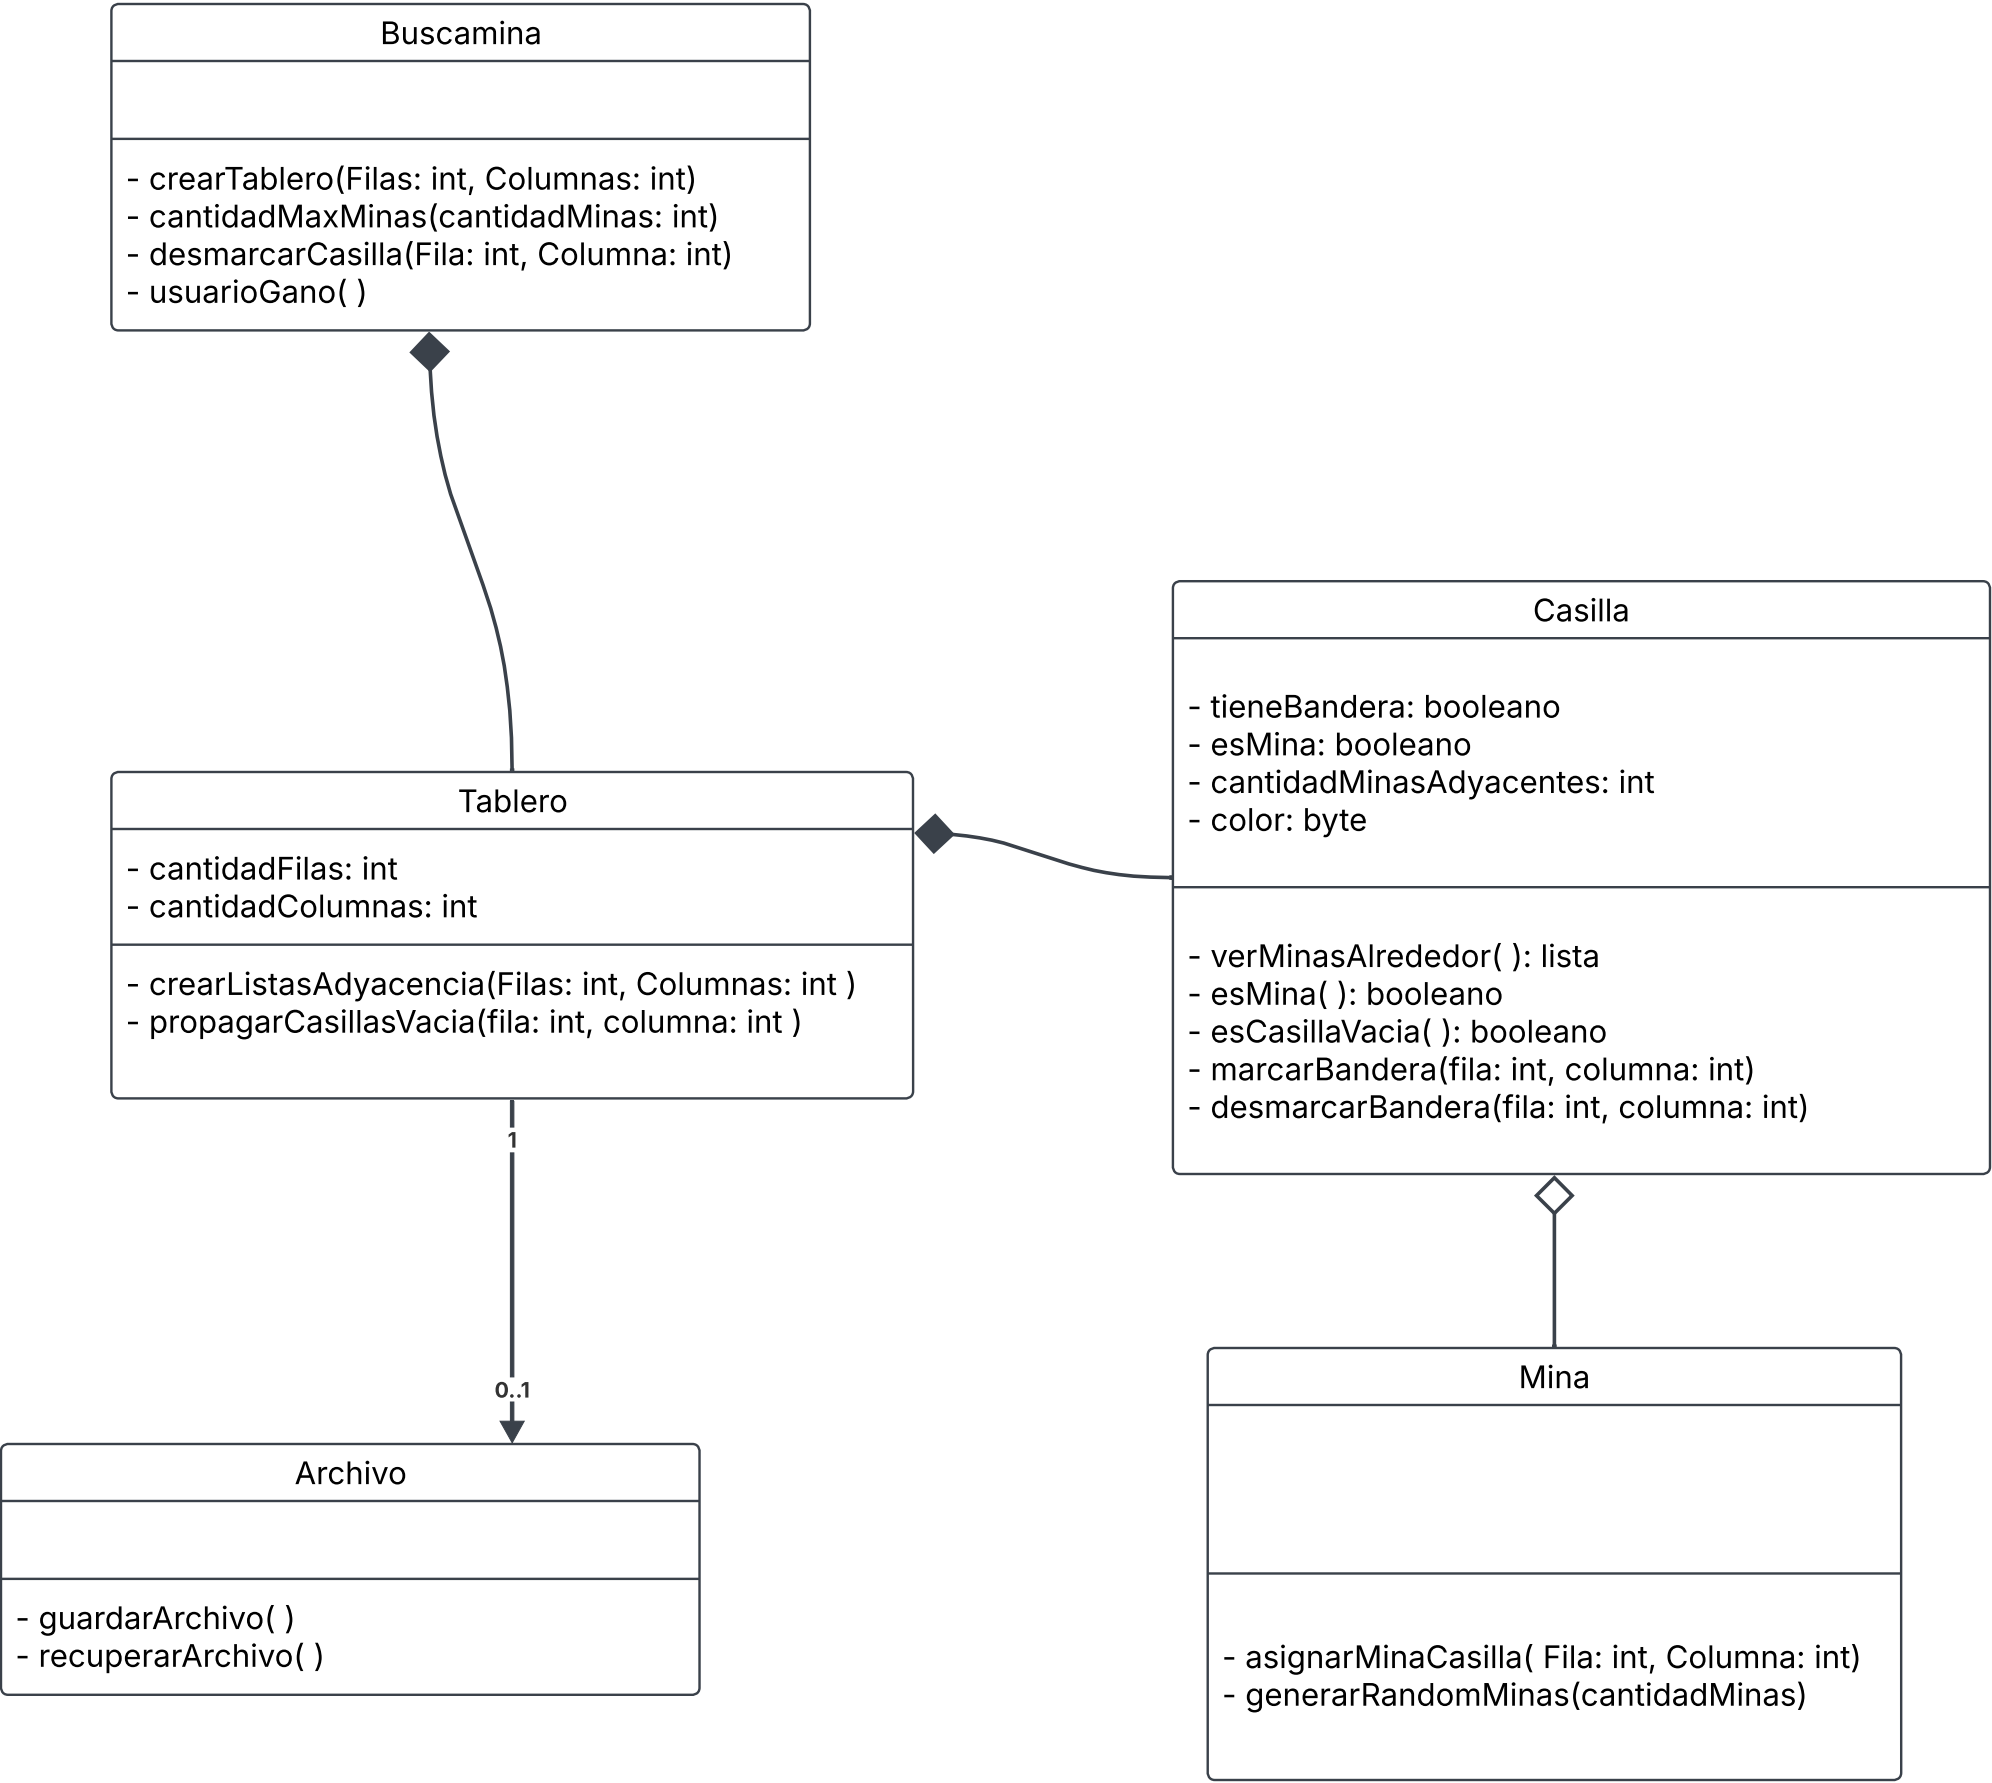 Buscamina
- crearTablero(Filas: int, Columnas: int)
- cantidadMaxMinas(cantidadMinas: int)
- desmarcarCasilla(Fila: int, Columna: int)
- usuarioGano( )
Casilla
- tieneBandera: booleano
- esMina: booleano
- cantidadMinasAdyacentes: int
- color: byte
- verMinasAlrededor( ): lista
- esMina( ): booleano
- esCasillaVacia( ): booleano
- marcarBandera(fila: int, columna: int)
- desmarcarBandera(fila: int, columna: int)
Tablero
- cantidadFilas: int
- cantidadColumnas: int
- crearListasAdyacencia(Filas: int, Columnas: int )
- propagarCasillasVacia(fila: int, columna: int )
1
0..1
Mina
- asignarMinaCasilla( Fila: int, Columna: int)
- generarRandomMinas(cantidadMinas)
Archivo
- guardarArchivo( )
- recuperarArchivo( )